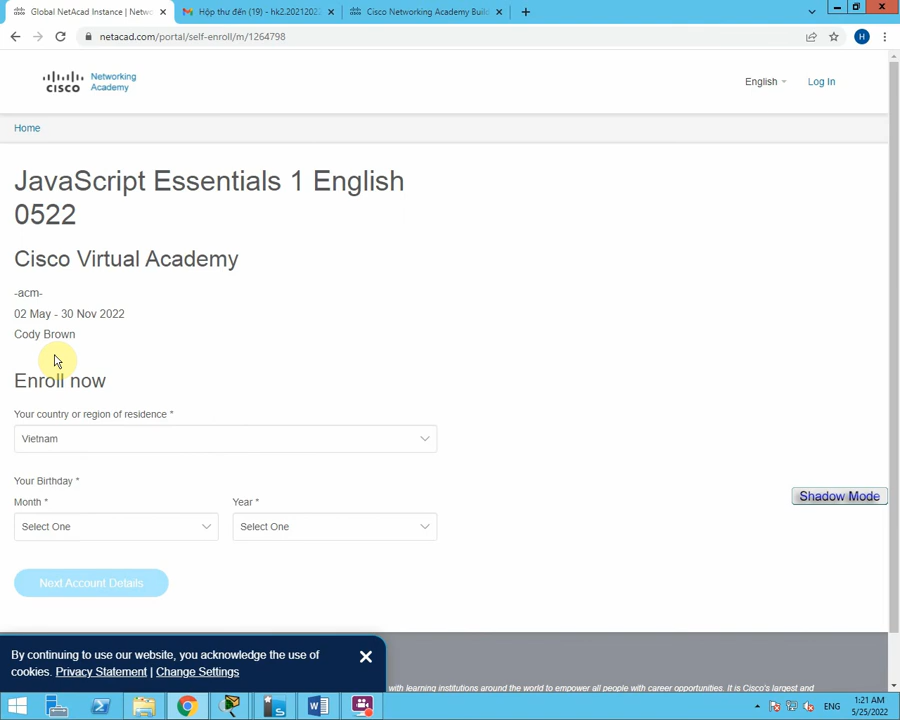 Global NetAcad Instance | Netwo
Hộp thư đến (19) - hk2.2021202
Cisco Networking Academy Build
netacad.com/portal/self-enroll/m/1264798
H
CISCO
Networking
Academy
English
Log In
Home
JavaScript Essentials 1 English
0522
Cisco Virtual Academy
-acm-
02 May - 30 Nov 2022
Cody Brown
Enroll now
Your country or region of residence *
Vietnam
Your Birthday *
Month *
Year *
Select One
Select One
Shadow Mode
Next Account Details
By continuing to use our website, you acknowledge the use of
cookies. Privacy Statement | Change Settings
with learning institutions around the world to empower all people with career opportunities. It is Cisco's largest and
ENG
1:21 AM
5/25/2022